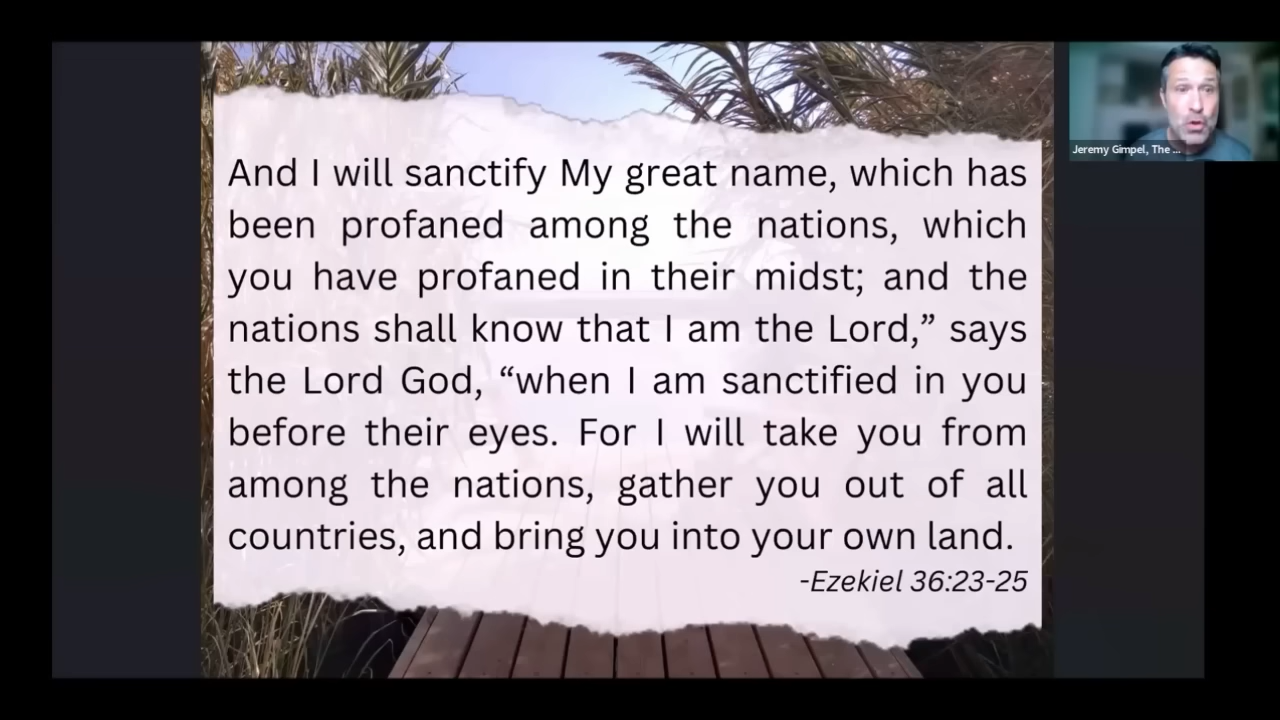 And I will sanctify My great name, which has
been profaned among the nations, which
you have profaned in their midst; and the
nations shall know that I am the Lord,” says
the Lord God, “when I am sanctified in you
before their eyes. For I will take you from
among the nations, gather you out of all
countries, and bring you into your own land.
-Ezekiel 36:23-25
Jeremy Gimpel, The ...